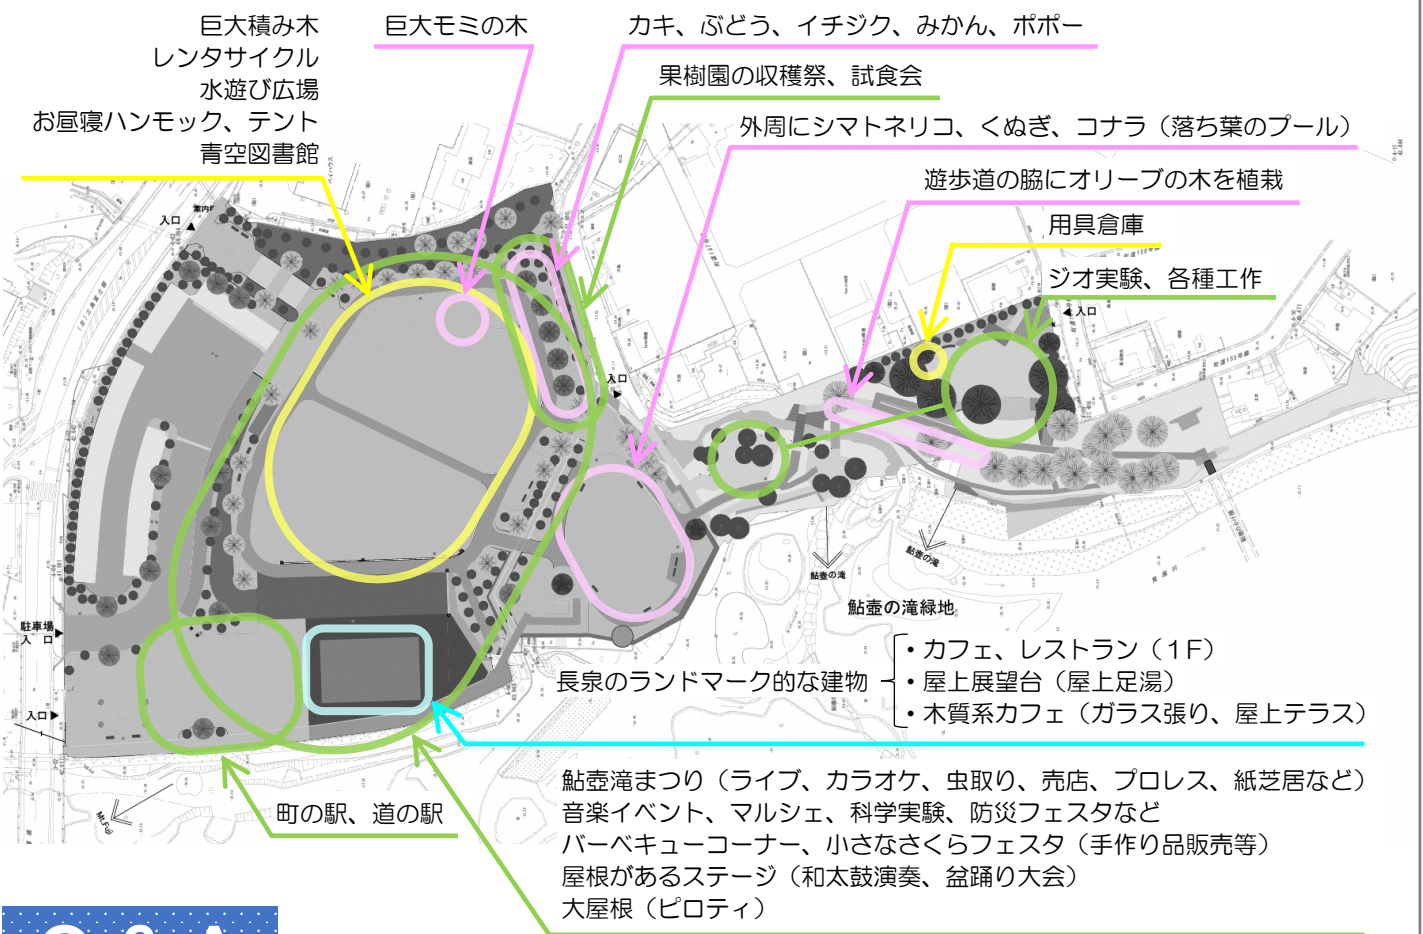 巨大積み木
レンタサイクル
水遊び広場
お昼寝ハンモック、テント
青空図書館
巨大モミの木
カキ、ぶどう、イチジク、みかん、ポポー
果樹園の収穫祭、試食会
外周にシマトネリコ、くぬぎ、コナラ（落ち葉のプール）
遊歩道の脇にオリーブの木を植栽
用具倉庫
ジオ実験、各種工作
入口
入口
入口
駐車場
入口
入口
鮎壺の滝
鮎壺の滝
鮎壺の滝緑地
長泉のランドマーク的な建物
・カフェ、レストラン（１F）
・屋上展望台（屋上足湯）
・木質系カフェ（ガラス張り、屋上テラス）
鮎壺滝まつり（ライブ、カラオケ、虫取り、売店、プロレス、紙芝居など）
音楽イベント、マルシェ、科学実験、防災フェスタなど
バーベキューコーナー、小さなさくらフェスタ（手作り品販売等）
屋根があるステージ（和太鼓演奏、盆踊り大会）
大屋根（ピロティ）
町の駅、道の駅
Mt.Fuji